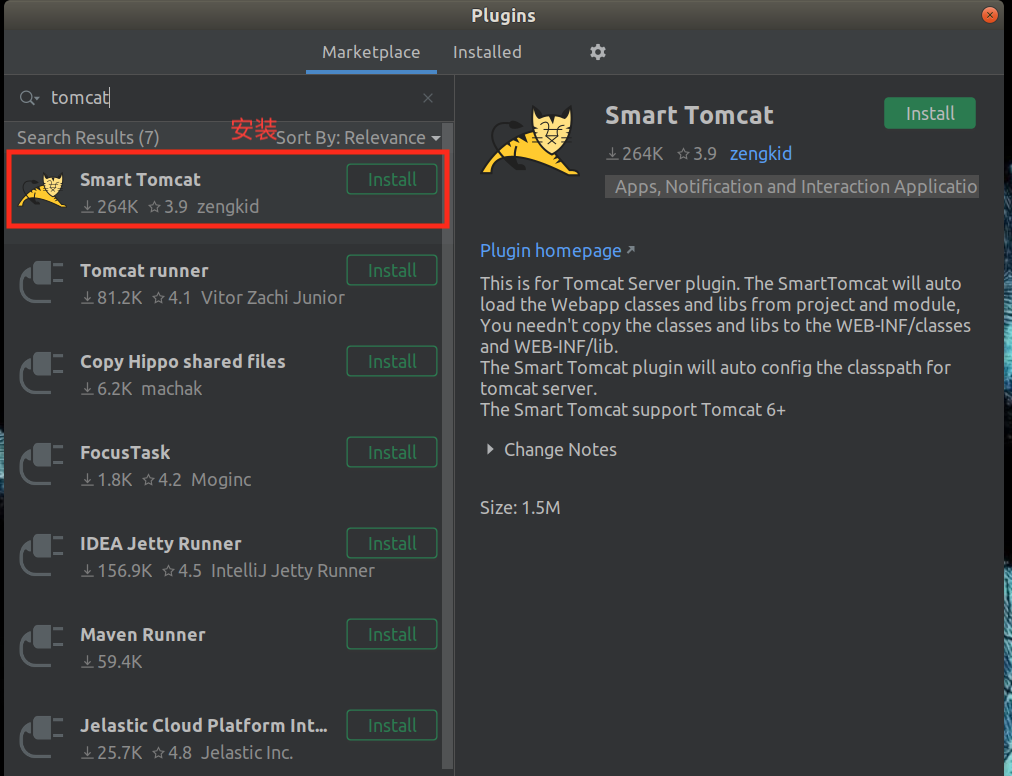 Plugins
Marketplace Installed
tomcat
Search Results (7) 安装 Sort By: Relevance
Smart Tomcat Install
264K 3.9 zengkid
Tomcat runner Install
81.2K 4.1 Vitor Zachi Junior
Copy Hippo shared files Install
6.2K machak
FocusTask Install
1.8K 4.2 Moginc
IDEA Jetty Runner Install
156.9K 4.5 IntelliJ Jetty Runner
Maven Runner Install
59.4K
Jelastic Cloud Platform Int... Install
25.7K 4.8 Jelastic Inc.
Smart Tomcat Install
264K 3.9 zengkid
Apps, Notification and Interaction Applicatio
Plugin homepage
This is for Tomcat Server plugin. The SmartTomcat will auto
load the Webapp classes and libs from project and module,
You needn't copy the classes and libs to the WEB-INF/classes
and WEB-INF/lib.
The Smart Tomcat plugin will auto config the classpath for
tomcat server.
The Smart Tomcat support Tomcat 6+
Change Notes
Size: 1.5M